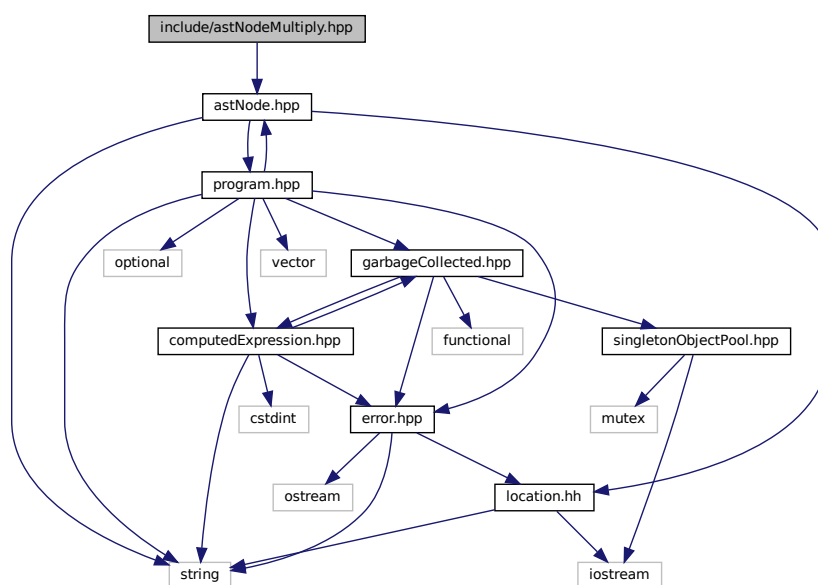 include/astNodeMultiply.hpp
astNode.hpp
program.hpp
optional
vector
garbageCollected.hpp
computedExpression.hpp
functional
singletonObjectPool.hpp
cstdint
error.hpp
mutex
ostream
location.hh
string
iostream